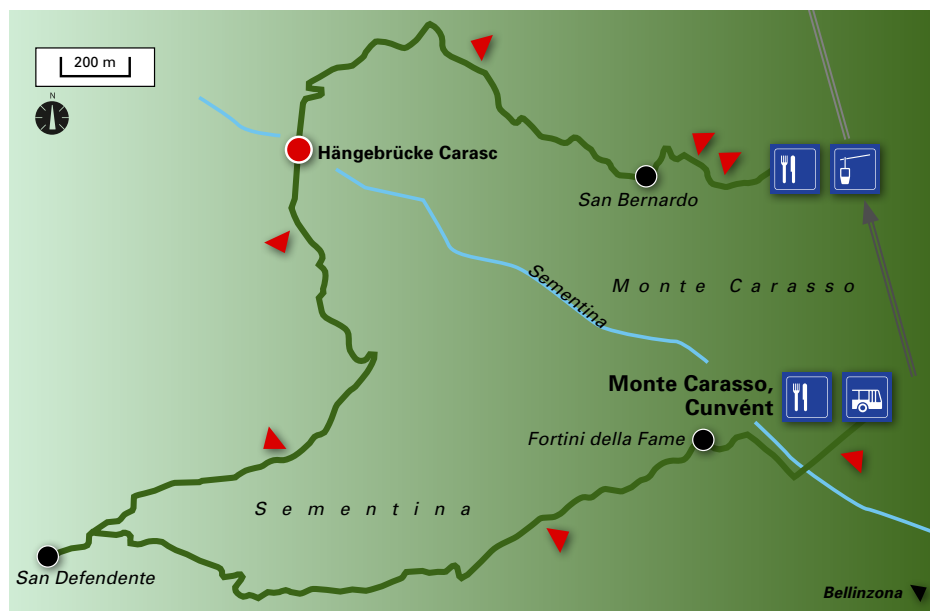 200 m
N
Hängebrücke Carasc
San Bernardo
Monte Carasso
Sementina
Monte Carasso,
Cunvént
Fortini della Fame
Sementina
San Defendente
Bellinzona